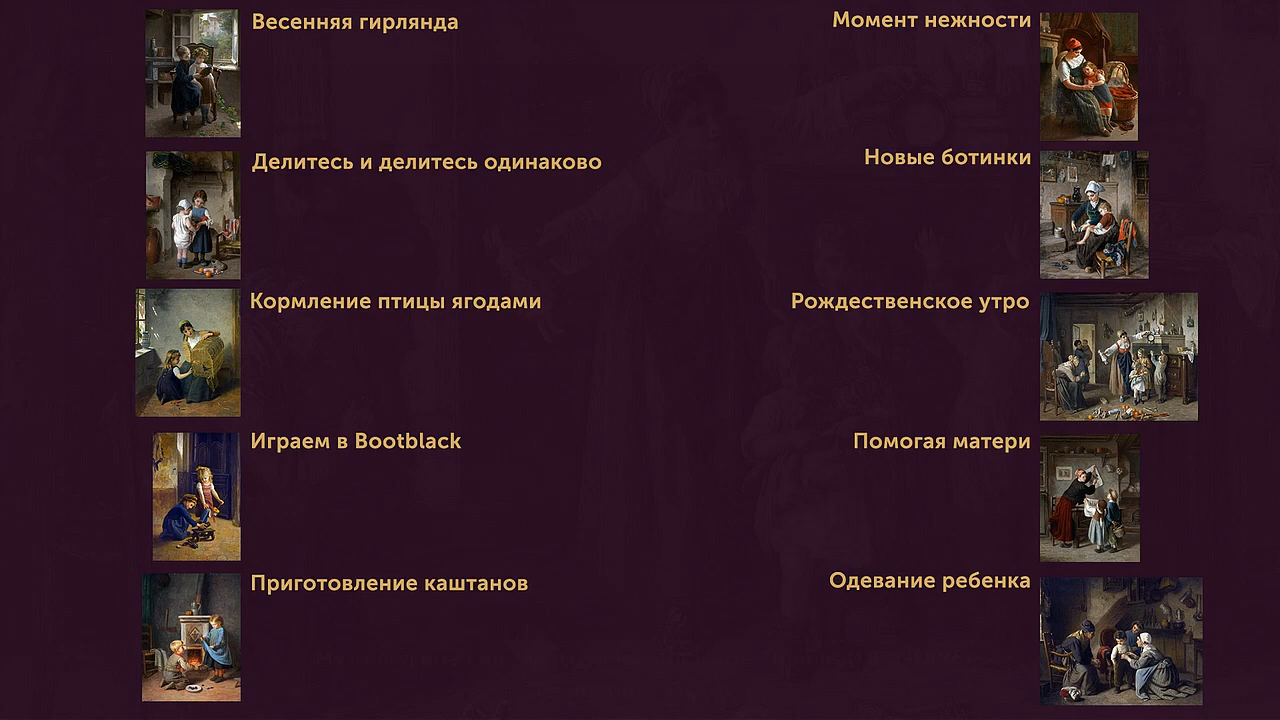 Весенняя гирлянда
Делитесь и делитесь одинаково
Кормление птицы ягодами
Играем в Bootblack
Приготовление каштанов
Момент нежности
Новые ботинки
Рождественское утро
Помогая матери
Одевание ребенка